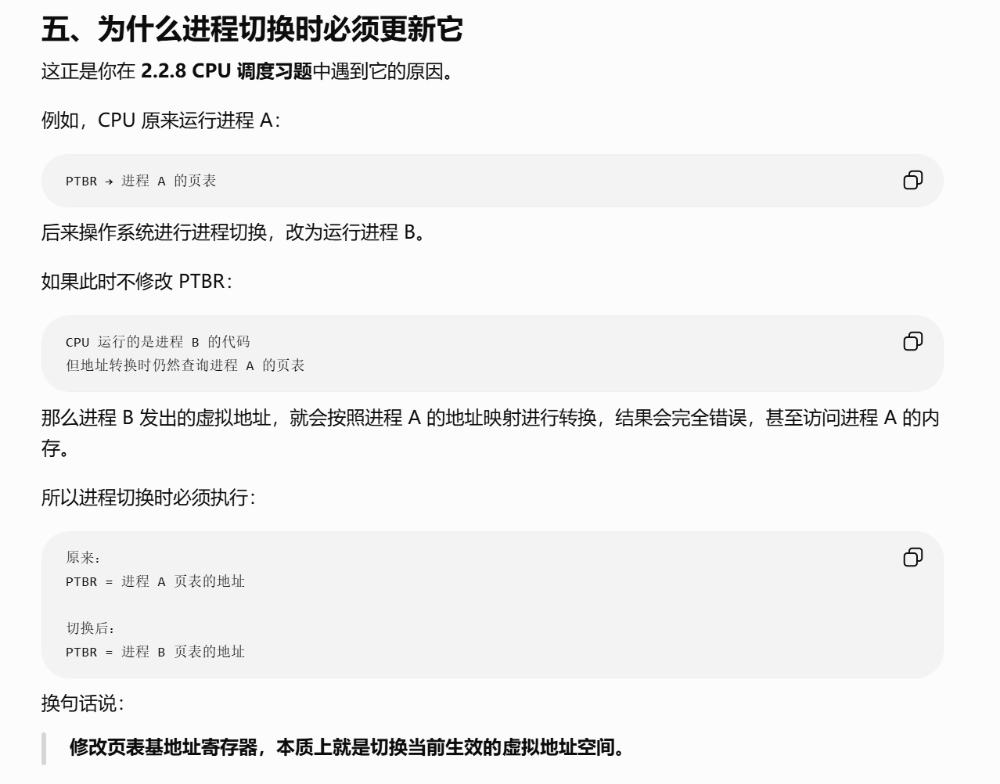 五、为什么进程切换时必须更新它
这正是你在 2.2.8 CPU 调度习题中遇到它的原因。
例如，CPU 原来运行进程 A：
PTBR → 进程 A 的页表
后来操作系统进行进程切换，改为运行进程 B。
如果此时不修改 PTBR：
CPU 运行的是进程 B 的代码
但地址转换时仍然查询进程 A 的页表
那么进程 B 发出的虚拟地址，就会按照进程 A 的地址映射进行转换，结果会完全错误，甚至访问进程 A 的内
存。
所以进程切换时必须执行：
原来：
PTBR = 进程 A 页表的地址
切换后：
PTBR = 进程 B 页表的地址
换句话说：
修改页表基地址寄存器，本质上就是切换当前生效的虚拟地址空间。